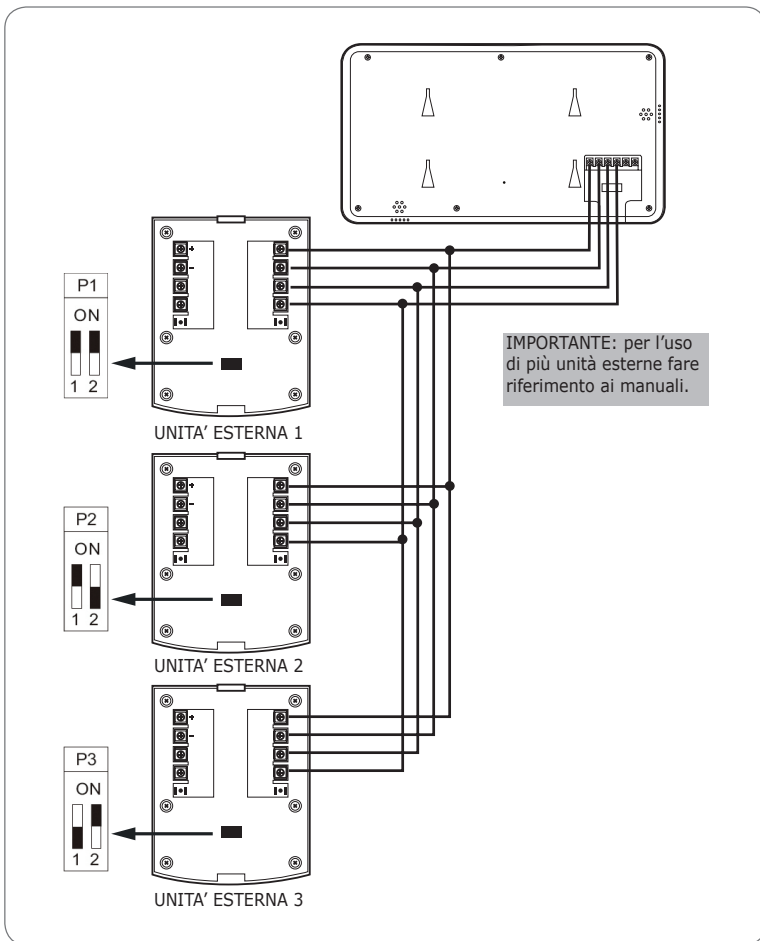 P1
ON
1 2
+
-
UNITA' ESTERNA 1
IMPORTANTE: per l'uso
di più unità esterne fare
riferimento ai manuali.
P2
ON
1 2
+
-
UNITA' ESTERNA 2
P3
ON
1 2
+
-
UNITA' ESTERNA 3